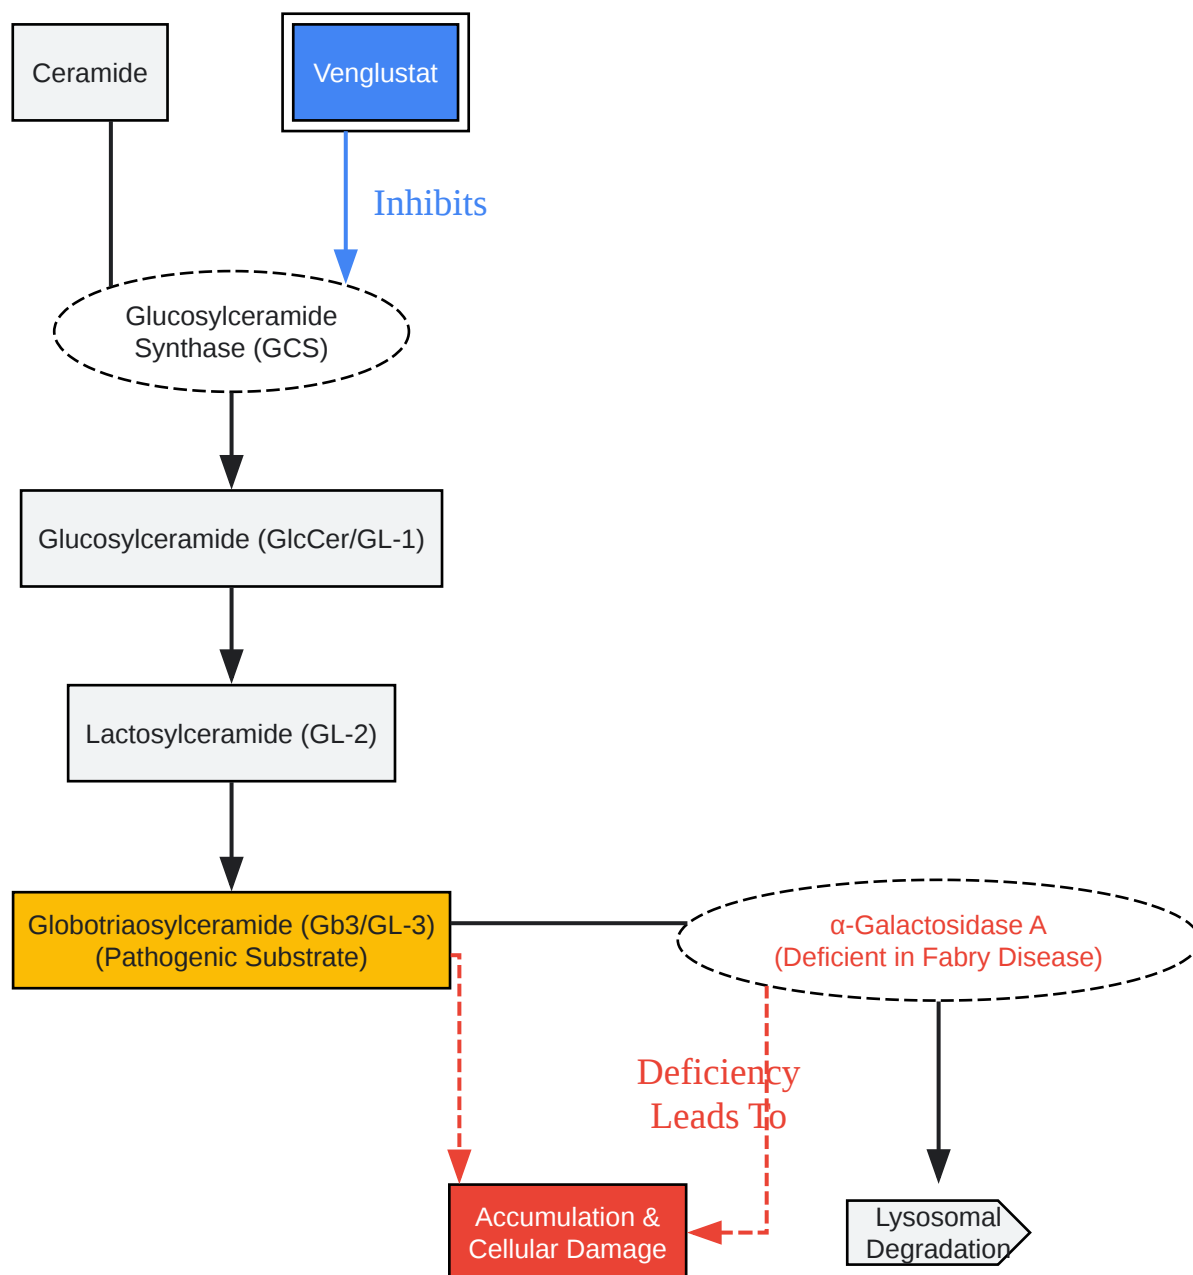 Ceramide
Venglustat
Inhibits
Glucosylceramide
Synthase (GCS)
Glucosylceramide (GlcCer/GL-1)
Lactosylceramide (GL-2)
Globotriaosylceramide (Gb3/GL-3)
(Pathogenic Substrate)
α-Galactosidase A
(Deficient in Fabry Disease)
Deficiency
Leads To
Accumulation &
Cellular Damage
Lysosomal
Degradation